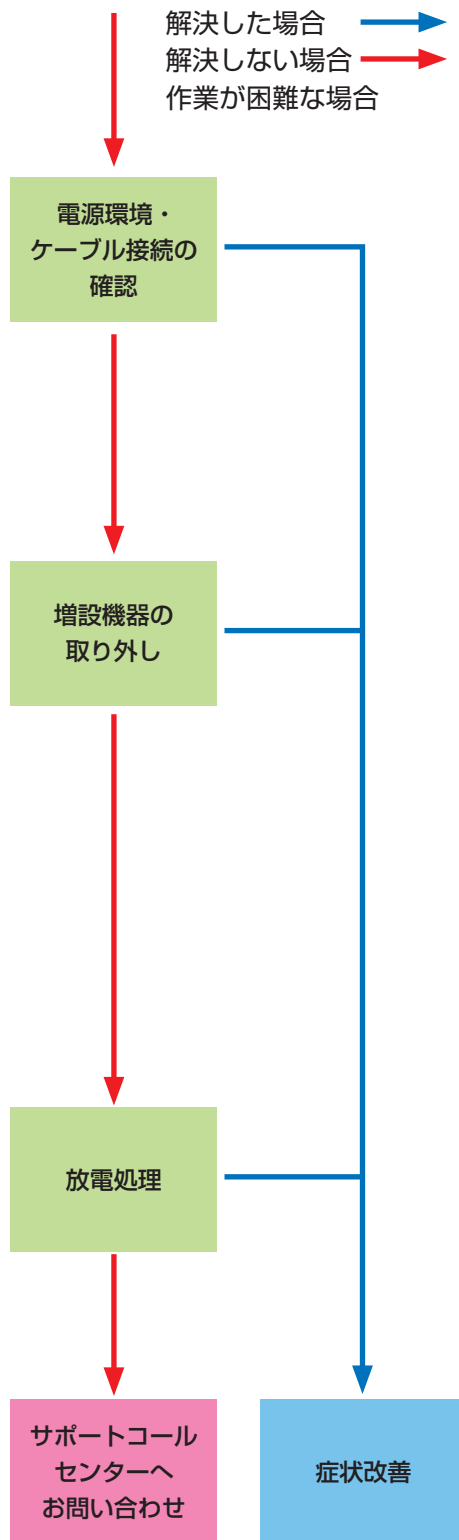 解決した場合
解決しない場合
作業が困難な場合
電源環境・
ケーブル接続の
確認
増設機器の
取り外し
放電処理
サポートコール
センターへ
お問い合わせ
症状改善